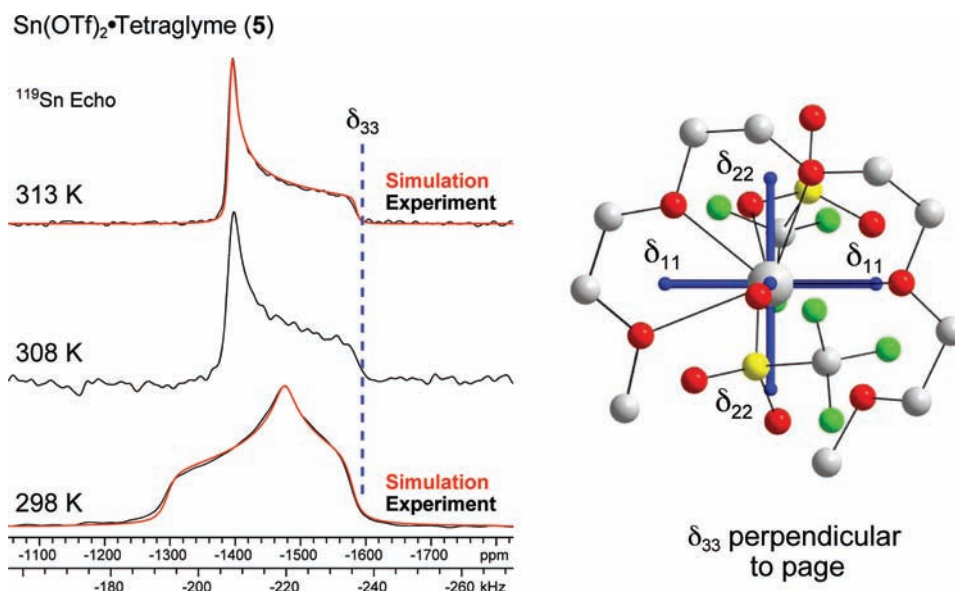 Sn(OTf)₂•Tetraglyme (5)
¹¹⁹Sn Echo
δ₃₃
313 K
Simulation
Experiment
308 K
298 K
Simulation
Experiment
-1100 -1200 -1300 -1400 -1500 -1600 -1700 ppm
-180 -200 -220 -240 -260 kHz
δ₂₂
δ₁₁ δ₁₁
δ₂₂
δ₃₃ perpendicular
to page